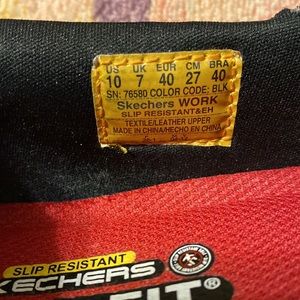 US UK EUR CM BRA
10 7 40 27 40
SN: 76580 COLOR CODE: BLK
Skechers WORK
SLIP RESISTANT&EH
TEXTILE/LEATHER UPPER
MADE IN CHINA/HECHO EN CHINA
SLIP RESISTANT
SKECHERS
FIT